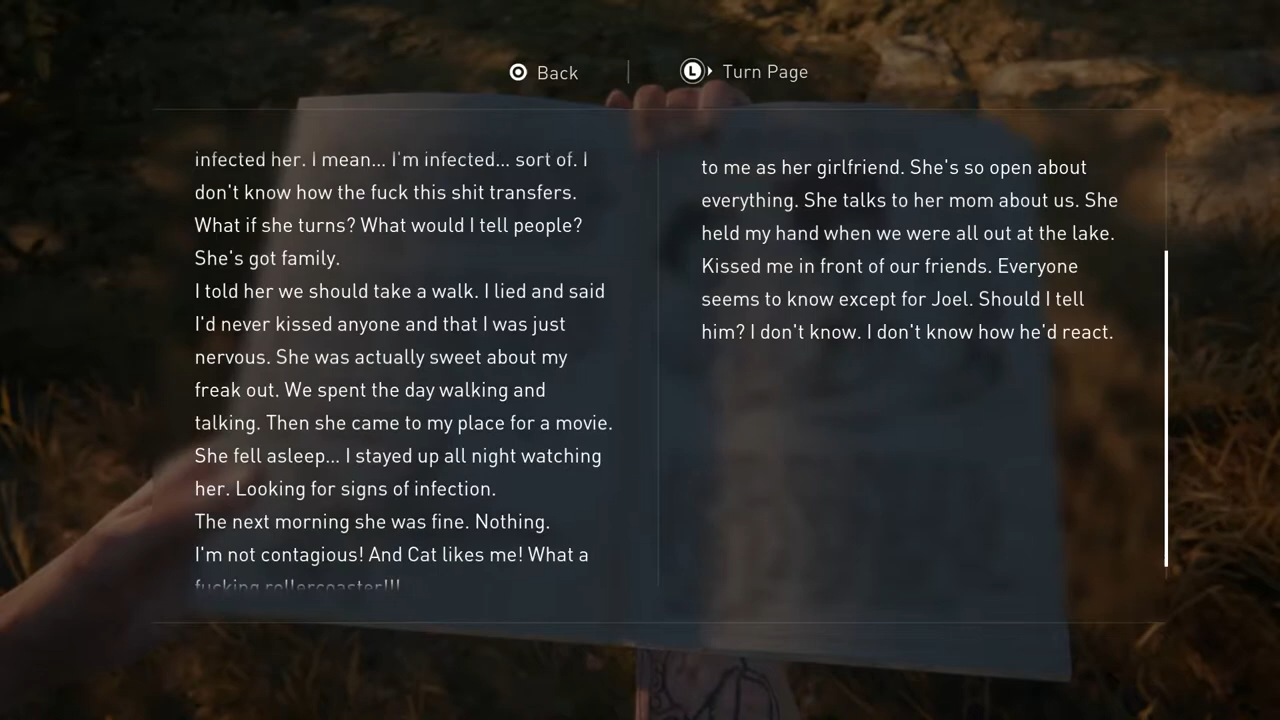 Back
L Turn Page
infected her. I mean... I'm infected... sort of. I
don't know how the fuck this shit transfers.
What if she turns? What would I tell people?
She's got family.
I told her we should take a walk. I lied and said
I'd never kissed anyone and that I was just
nervous. She was actually sweet about my
freak out. We spent the day walking and
talking. Then she came to my place for a movie.
She fell asleep... I stayed up all night watching
her. Looking for signs of infection.
The next morning she was fine. Nothing.
I'm not contagious! And Cat likes me! What a
fucking rollercoaster!!!
to me as her girlfriend. She's so open about
everything. She talks to her mom about us. She
held my hand when we were all out at the lake.
Kissed me in front of our friends. Everyone
seems to know except for Joel. Should I tell
him? I don't know. I don't know how he'd react.